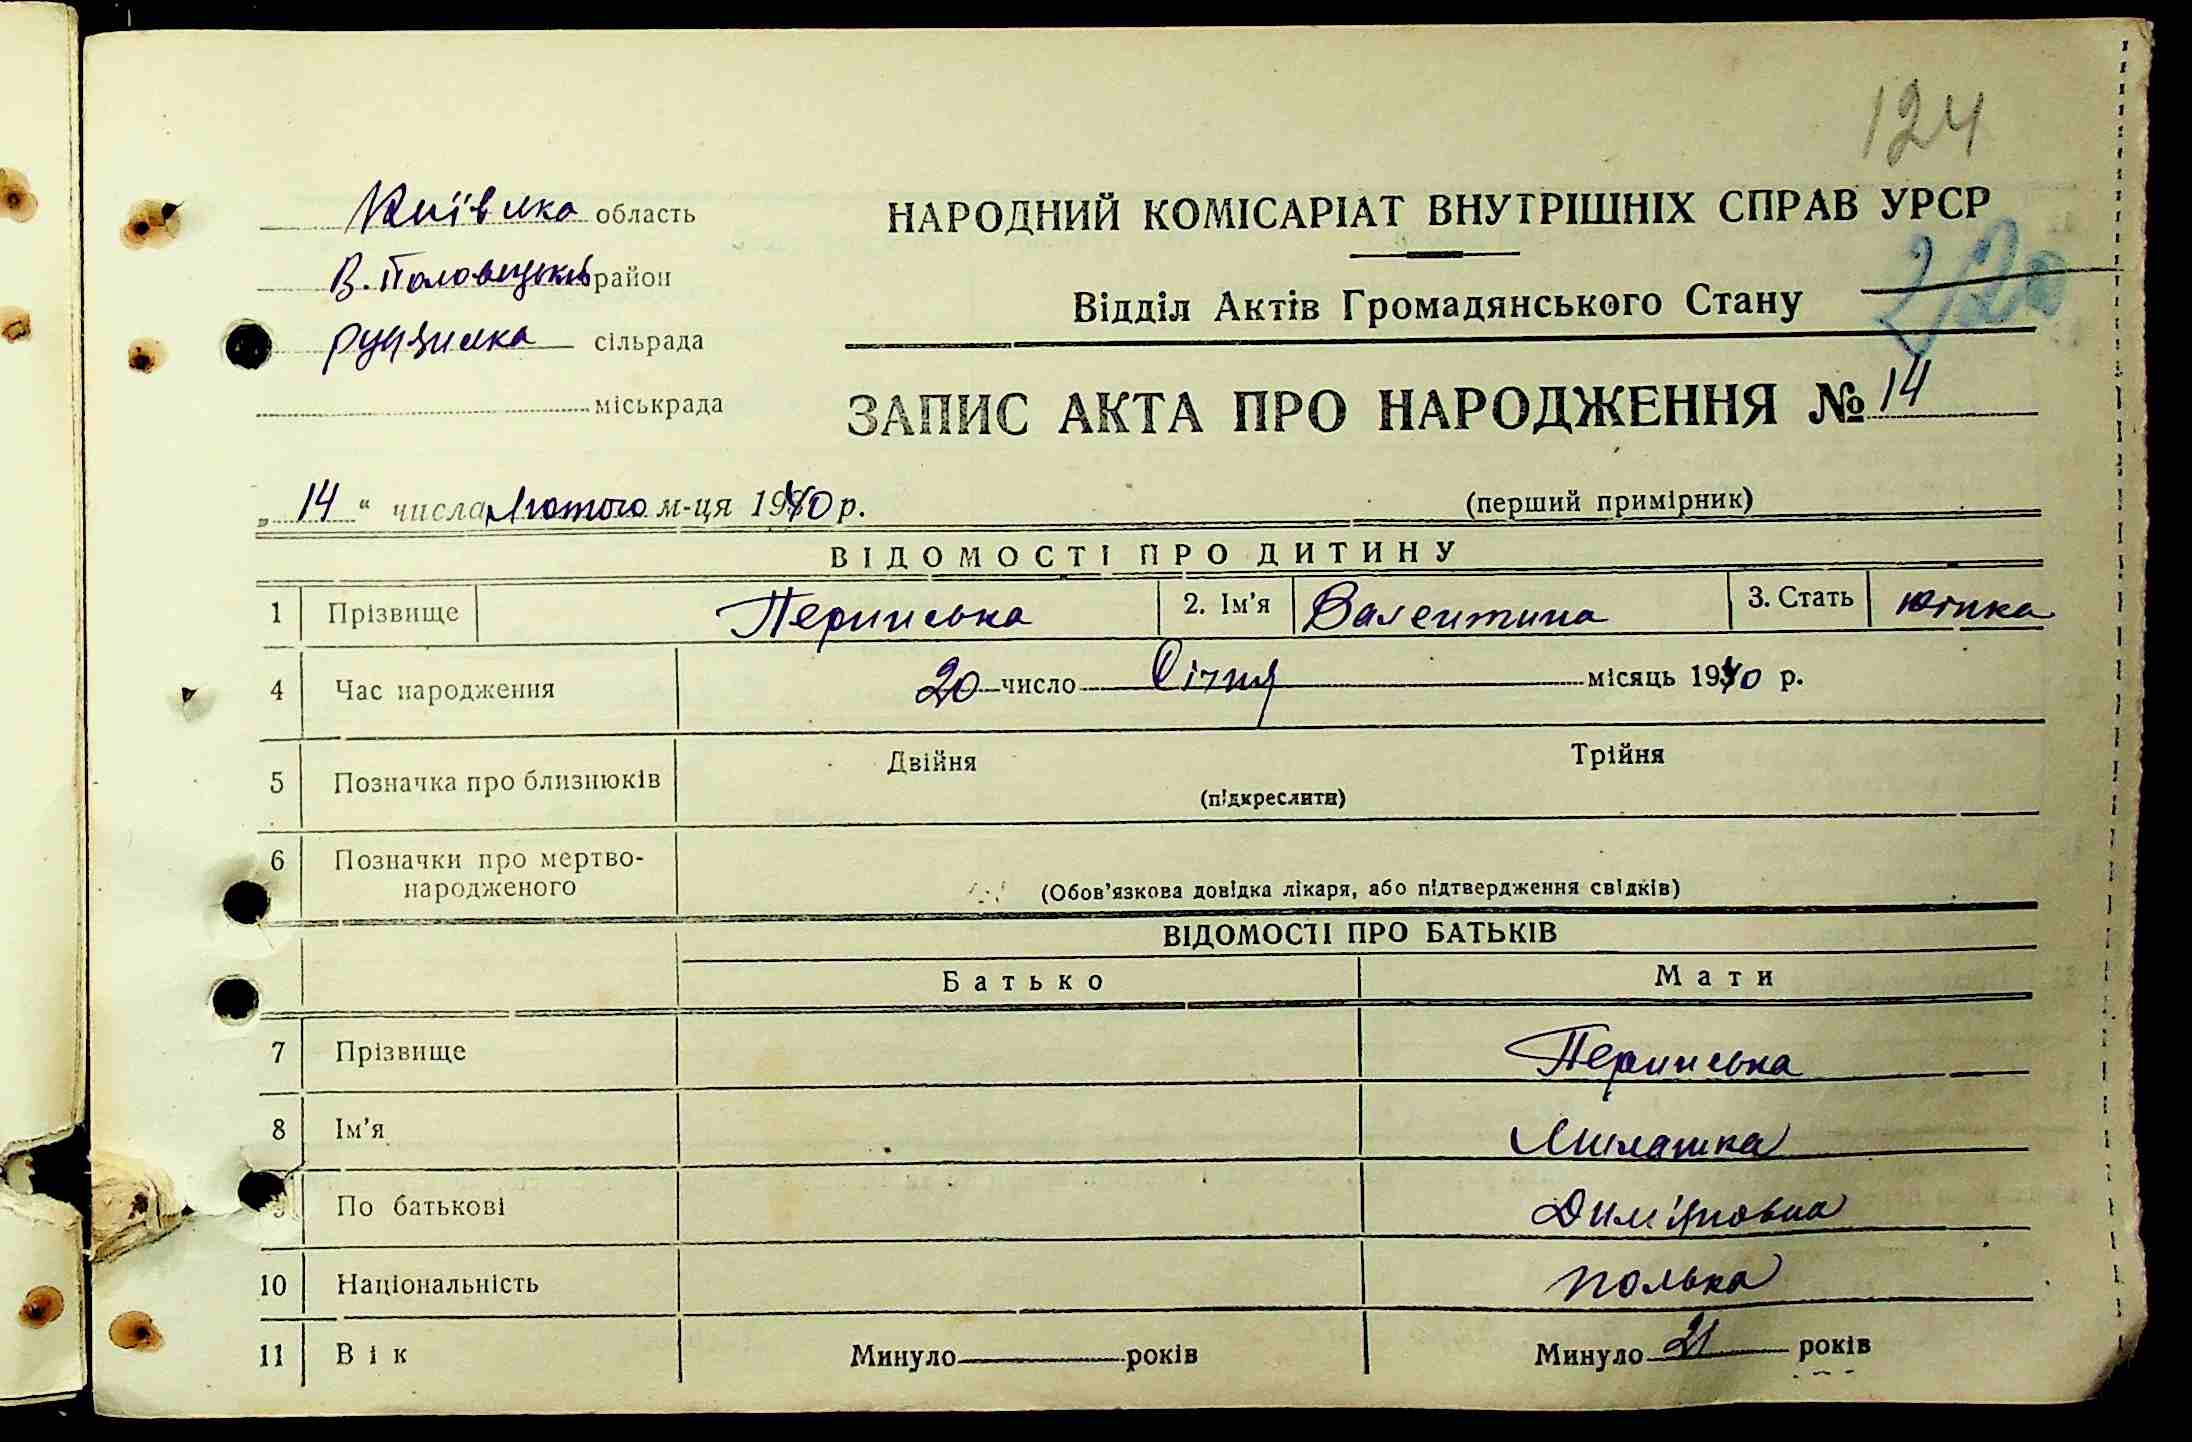 124
Київська область
НАРОДНИЙ КОМІСАРІАТ ВНУТРІШНІХ СПРАВ УРСР
В. Половецьк район
Відділ Актів Громадянського Стану
сільрада
міськрада
ЗАПИС АКТА ПРО НАРОДЖЕННЯ № 14
„14“ числа Лютого м-ця 1940 р.
(перший примірник)
ВІДОМОСТІ ПРО ДИТИНУ
1 Прізвище Перинська 2. Ім'я Валентина 3. Стать жінка
4 Час народження 20 число Січня місяць 1940 р.
5 Позначка про близнюків Двійня Трійня
(підкреслити)
6 Позначки про мертво-
народженого (Обов'язкова довідка лікаря, або підтвердження свідків)
ВІДОМОСТІ ПРО БАТЬКІВ
Батько Мати
7 Прізвище Перинська
8 Ім'я
9 По батькові Дим'яновна
10 Національність полька
11 Вік Минуло років Минуло 21 років